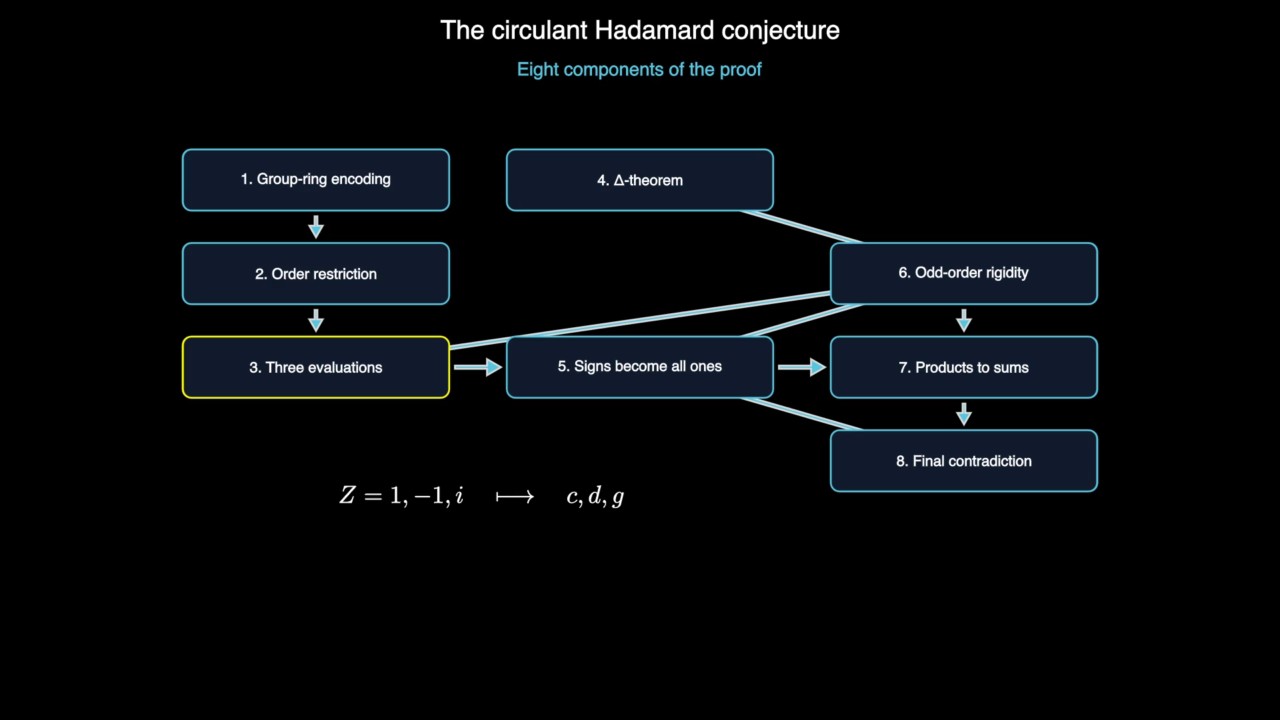 The circulant Hadamard conjecture
Eight components of the proof
1. Group-ring encoding
2. Order restriction
3. Three evaluations
4. Δ-theorem
5. Signs become all ones
6. Odd-order rigidity
7. Products to sums
8. Final contradiction
Z = 1, −1, i ⟼ c, d, g